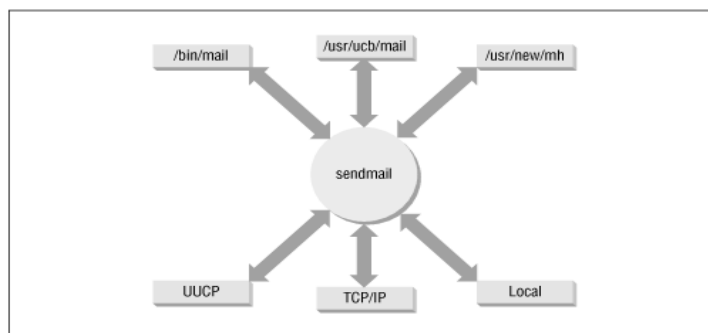 /bin/mail
/usr/ucb/mail
/usr/new/mh
sendmail
UUCP
TCP/IP
Local